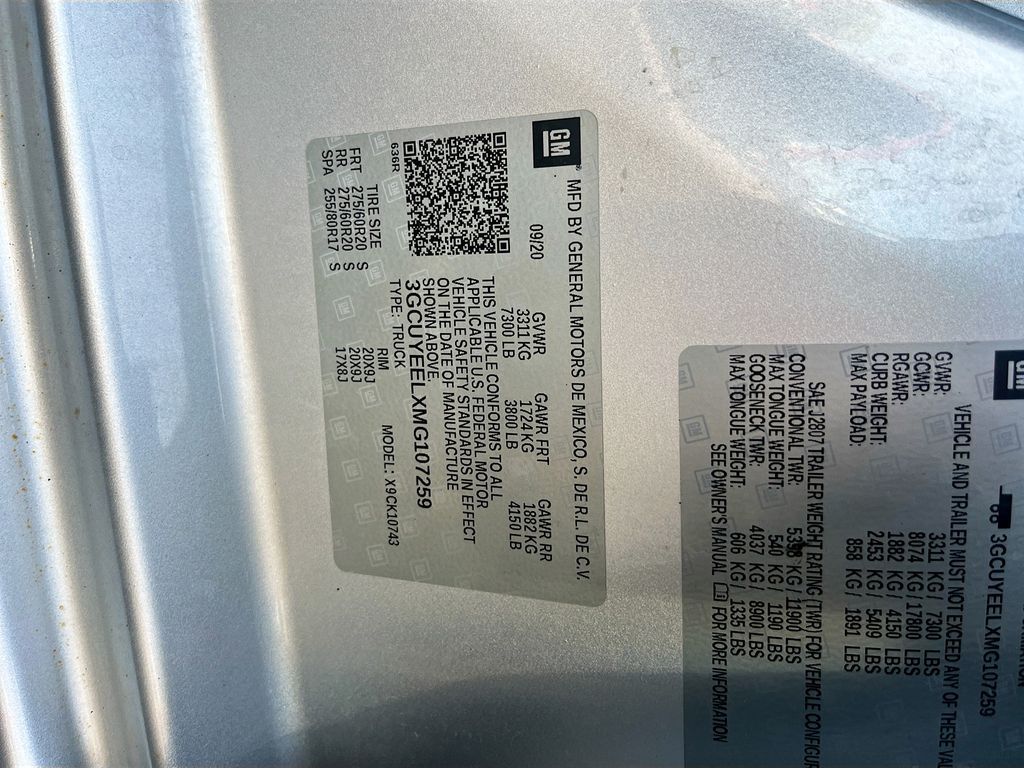 GM
MFD BY GENERAL MOTORS DE MEXICO, S. DE R.L. DE C.V.
09/20 GVWR GAWR FRT GAWR RR
3311 KG 1724 KG 1882 KG
7300 LB 3800 LB 4150 LB
THIS VEHICLE CONFORMS TO ALL
APPLICABLE U.S. FEDERAL MOTOR
VEHICLE SAFETY STANDARDS IN EFFECT
ON THE DATE OF MANUFACTURE
SHOWN ABOVE.
3GCUYEELXMG107259
636R TYPE: TRUCK MODEL: X9CK10743
TIRE SIZE RIM
FRT 275/60R20 S 20X9J
RR 275/60R20 S 20X9J
SPA 255/80R17 S 17X8J
GM
3GCUYEELXMG107259
VEHICLE AND TRAILER MUST NOT EXCEED ANY OF THESE
GVWR: 3311 KG / 7300 LBS
GCWR: 8074 KG / 17800 LBS
RGAWR: 1882 KG / 4150 LBS
CURB WEIGHT: 2453 KG / 5409 LBS
MAX PAYLOAD: 858 KG / 1891 LBS
SAE J2807 TRAILER WEIGHT RATING (TWR) FOR VEHICLE
CONVENTIONAL TWR: KG / 11900 LBS
MAX TONGUE WEIGHT: 540 KG / 1190 LBS
GOOSENECK TWR: 4037 KG / 8900 LBS
MAX TONGUE WEIGHT: 606 KG / 1335 LBS
SEE OWNER'S MANUAL FOR MORE INFORMATION